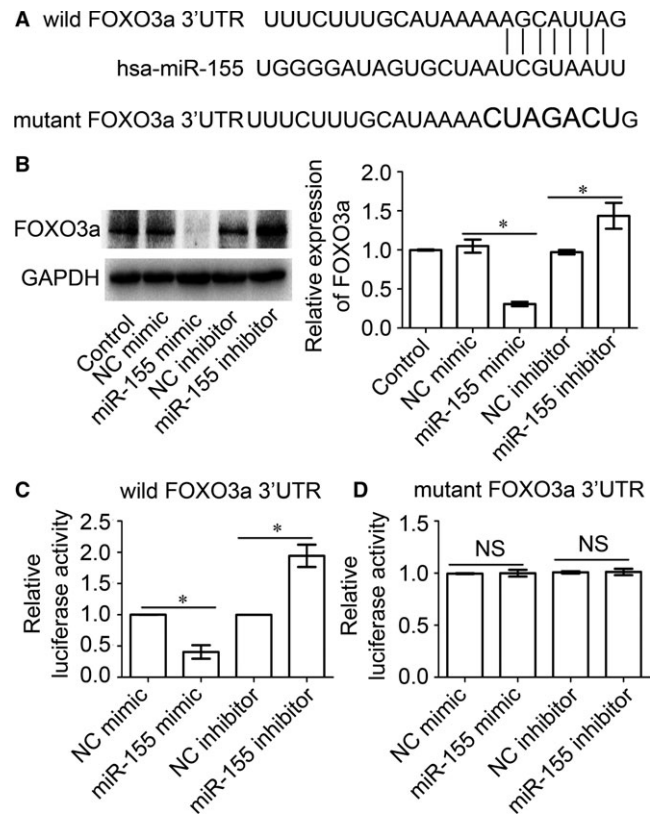 A wild FOXO3a 3'UTR UUUCUUUGCAUAAAAAGCAUUAG
hsa-miR-155 UGGGGAUAGUGCUAAUCGUAAUU
mutant FOXO3a 3'UTR UUUCUUUGCAUAAAACUAGACUG
B
FOXO3a
GAPDH
Control
NC mimic
miR-155 mimic
NC inhibitor
miR-155 inhibitor
Relative expression
of FOXO3a
2.0
1.5
1.0
0.5
0.0
*
*
Control
NC mimic
miR-155 mimic
NC inhibitor
miR-155 inhibitor
C wild FOXO3a 3'UTR
Relative
luciferase activity
2.5
2.0
1.5
1.0
0.5
0.0
*
*
NC mimic
miR-155 mimic
NC inhibitor
miR-155 inhibitor
D mutant FOXO3a 3'UTR
Relative
luciferase activity
1.5
1.0
0.5
0.0
NS
NS
NC mimic
miR-155 mimic
NC inhibitor
miR-155 inhibitor